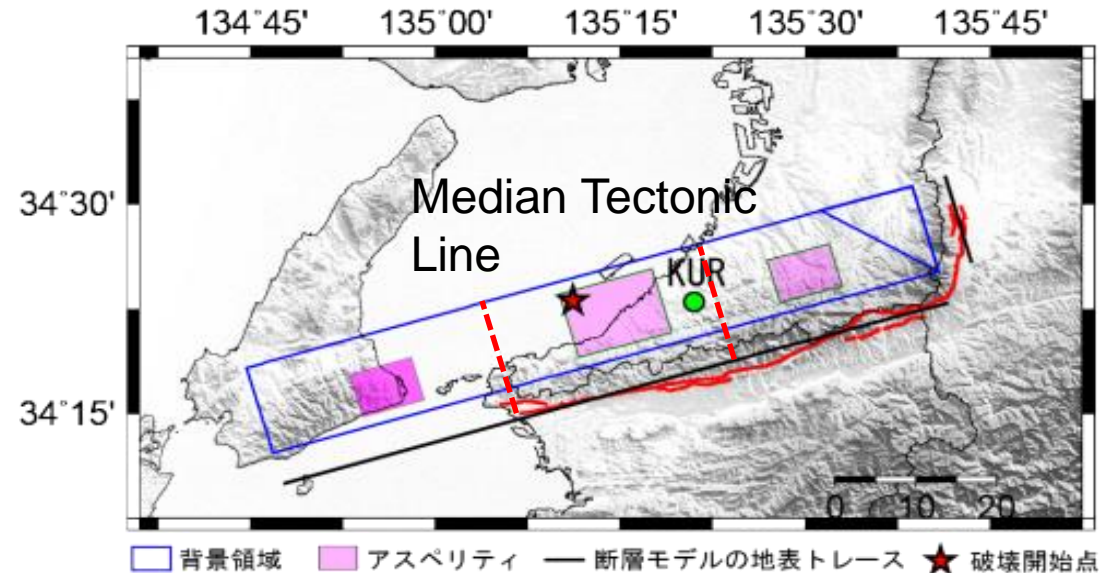 134°45' 135°00' 135°15' 135°30' 135°45'
34°30'
Median Tectonic
Line
KUR
34°15'
0 10 20
背景領域 アスペリティ 断層モデルの地表トレース 破壊開始点